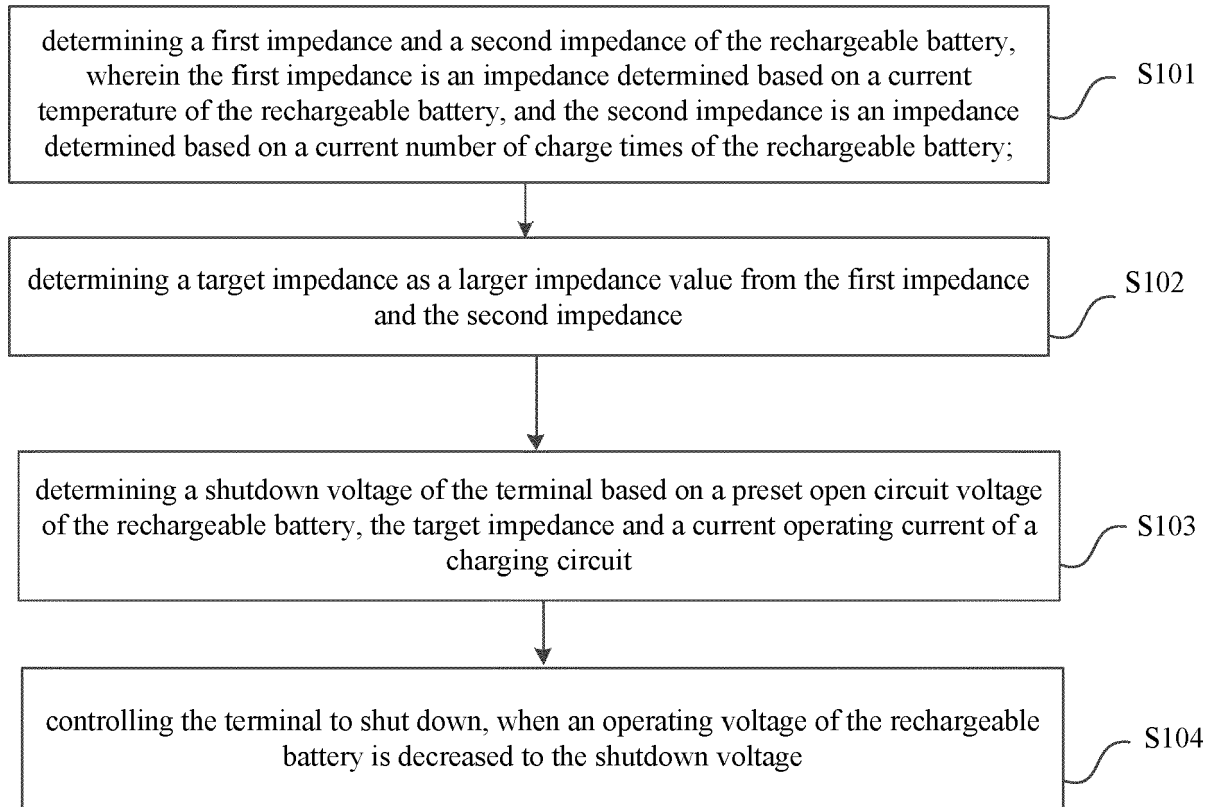 determining a first impedance and a second impedance of the rechargeable battery,
wherein the first impedance is an impedance determined based on a current
temperature of the rechargeable battery, and the second impedance is an impedance
determined based on a current number of charge times of the rechargeable battery;
S101
determining a target impedance as a larger impedance value from the first impedance
and the second impedance
S102
determining a shutdown voltage of the terminal based on a preset open circuit voltage
of the rechargeable battery, the target impedance and a current operating current of a
charging circuit
S103
controlling the terminal to shut down, when an operating voltage of the rechargeable
battery is decreased to the shutdown voltage
S104